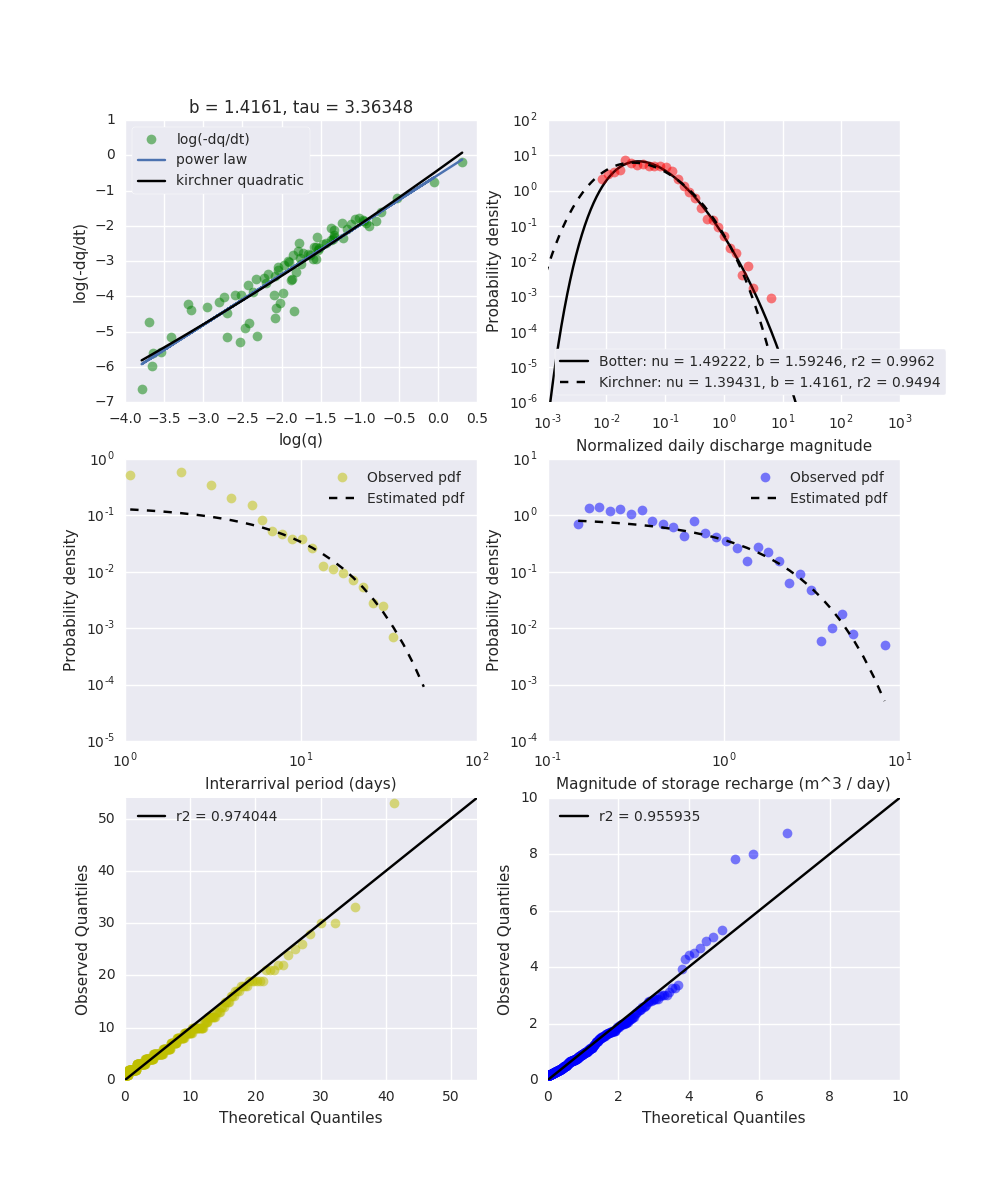 b = 1.4161, tau = 3.36348
1
0
−1
−2
−3
−4
−5
−6
−7
log(-dq/dt)
log(-dq/dt)
power law
kirchner quadratic
−4.0 −3.5 −3.0 −2.5 −2.0 −1.5 −1.0 −0.5 0.0 0.5
log(q)
10^2
10^1
10^0
10^-1
10^-2
10^-3
10^-4
10^-5
10^-6
Probability density
Botter: nu = 1.49222, b = 1.59246, r2 = 0.9962
Kirchner: nu = 1.39431, b = 1.4161, r2 = 0.9494
10^-3 10^-2 10^-1 10^0 10^1 10^2 10^3
Normalized daily discharge magnitude
10^0
10^-1
10^-2
10^-3
10^-4
10^-5
Probability density
Observed pdf
Estimated pdf
10^0 10^1 10^2
Interarrival period (days)
10^1
10^0
10^-1
10^-2
10^-3
10^-4
Probability density
Observed pdf
Estimated pdf
10^-1 10^0 10^1
Magnitude of storage recharge (m^3 / day)
50
40
30
20
10
0
Observed Quantiles
r2 = 0.974044
0 10 20 30 40 50
Theoretical Quantiles
10
8
6
4
2
0
Observed Quantiles
r2 = 0.955935
0 2 4 6 8 10
Theoretical Quantiles